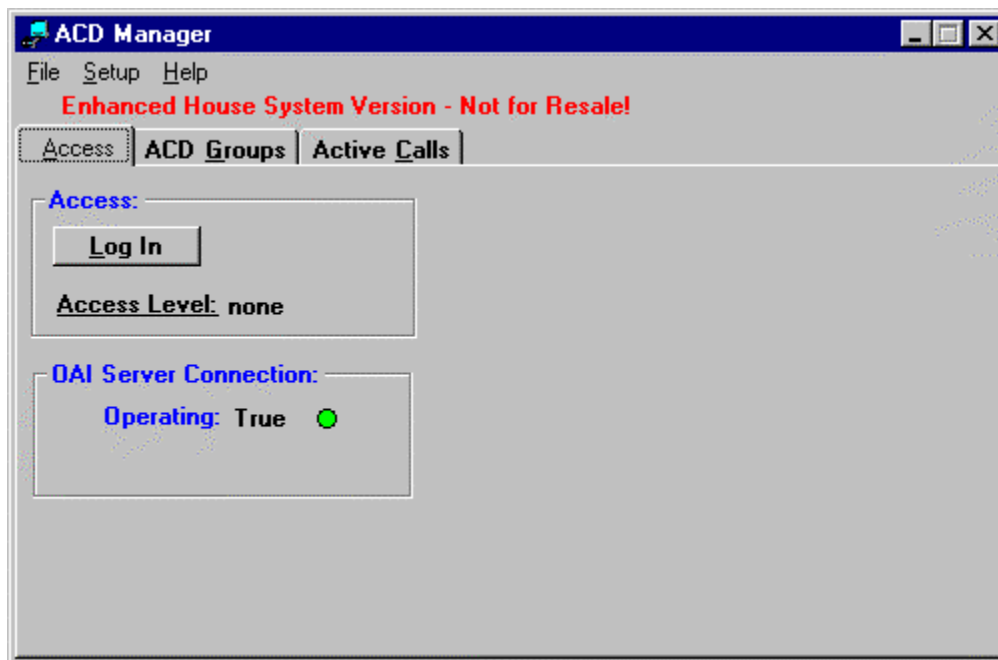 ACD Manager
File Setup Help
Enhanced House System Version - Not for Resale!
Access ACD Groups Active Calls
Access:
Log In
Access Level: none
OAI Server Connection:
Operating: True